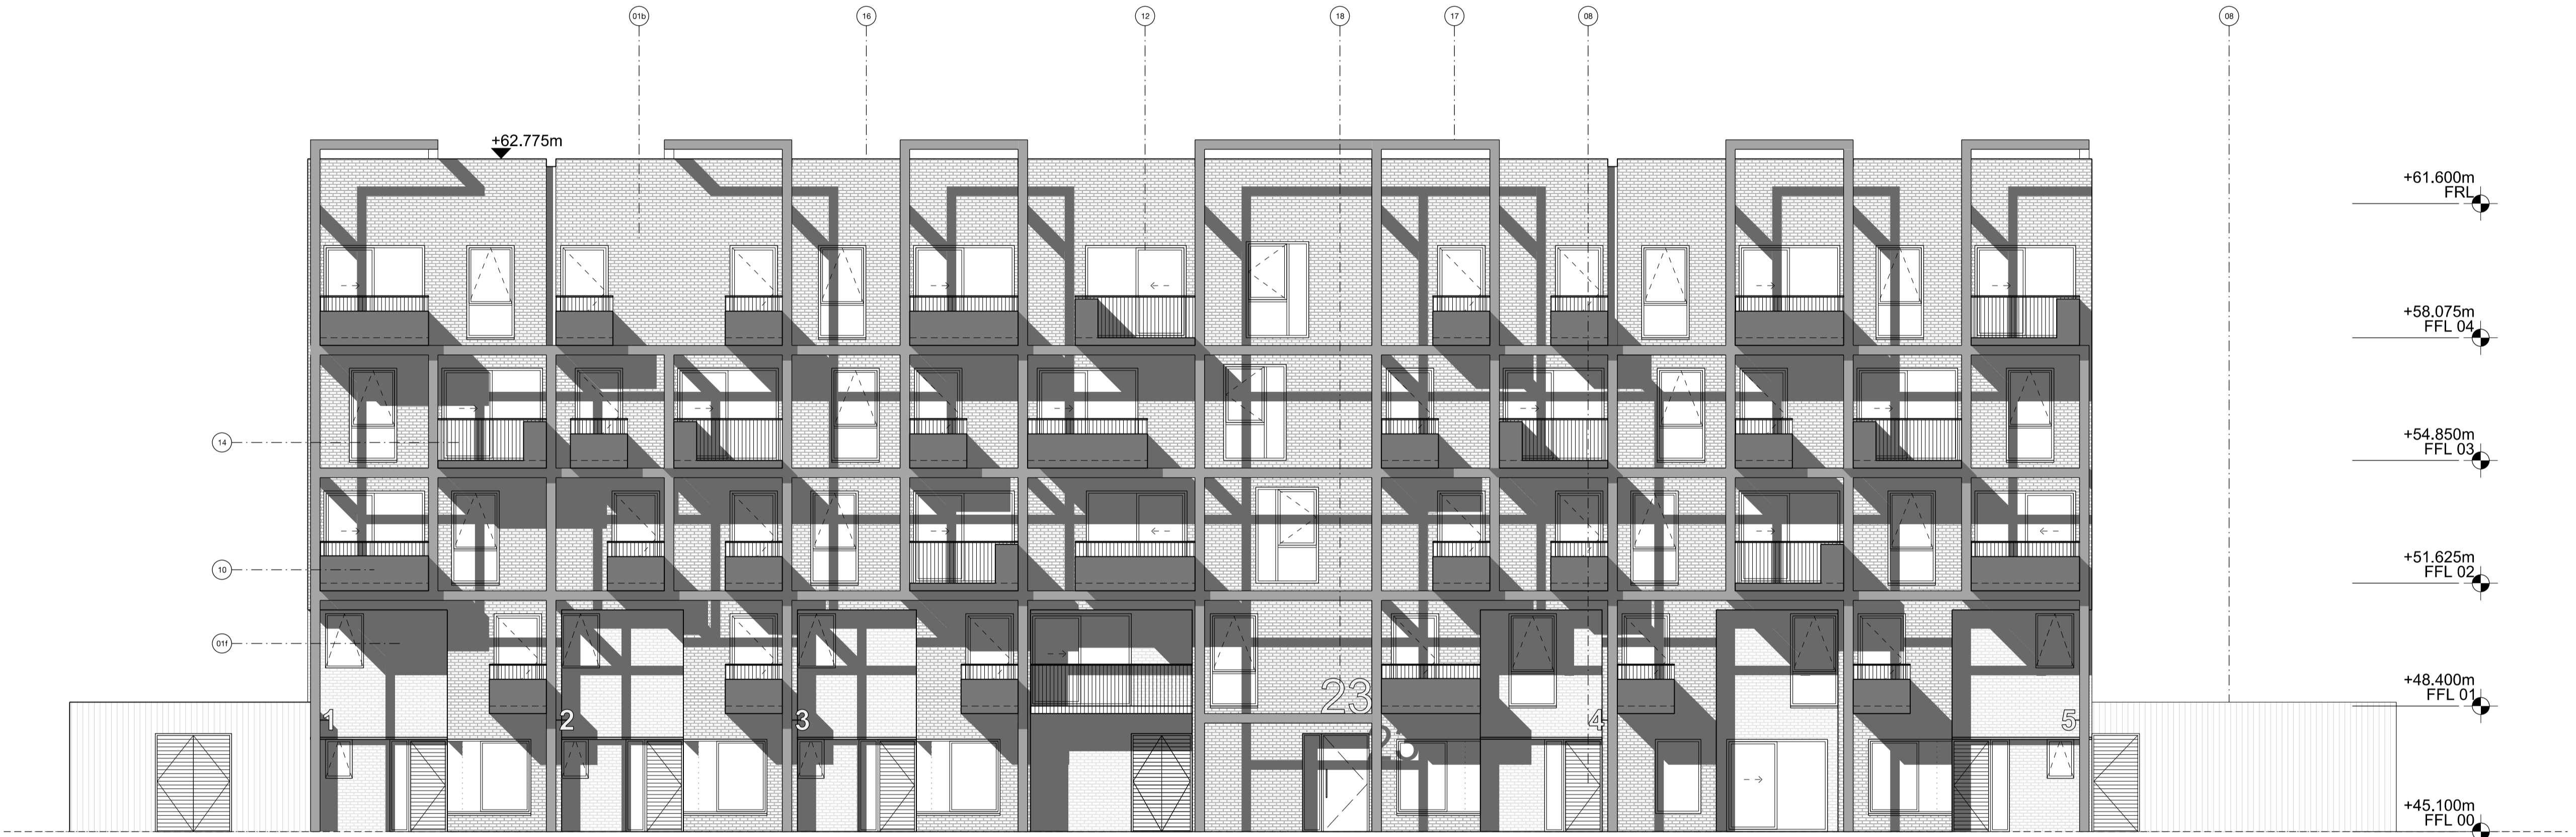 01b
16
12
18
17
08
08
+62.775m
+61.600m
FRL
+58.075m
FFL 04
14
+54.850m
FFL 03
10
+51.625m
FFL 02
01f
23
+48.400m
FFL 01
1
2
3
4
5
23
+45.100m
FFL 00